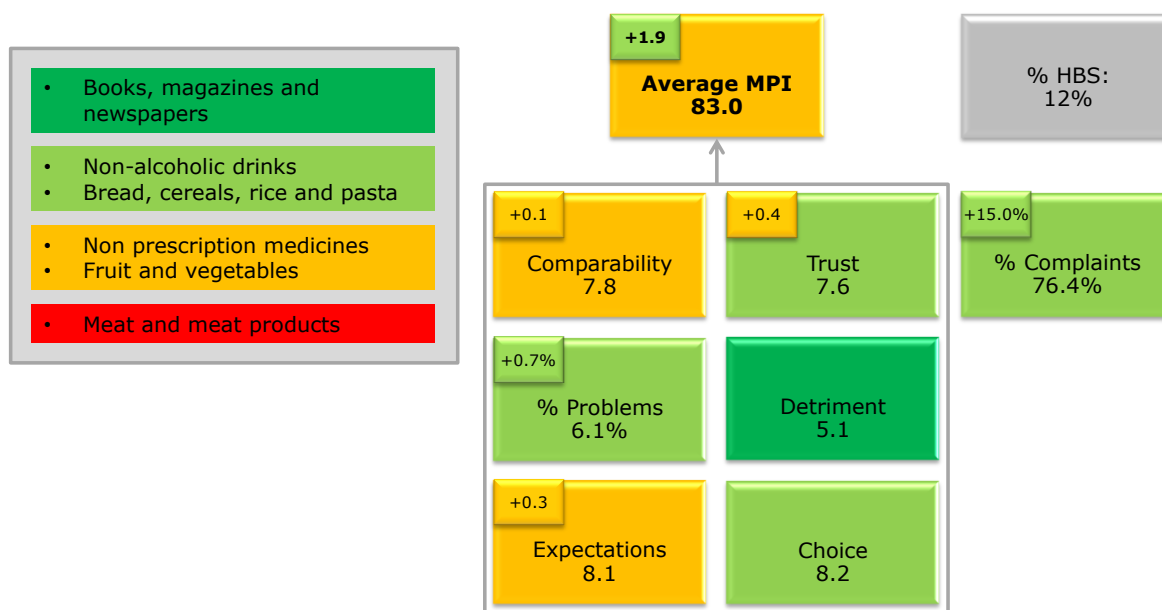 • Books, magazines and
newspapers
• Non-alcoholic drinks
• Bread, cereals, rice and pasta
• Non prescription medicines
• Fruit and vegetables
• Meat and meat products
+1.9
Average MPI
83.0
% HBS:
12%
+0.1
Comparability
7.8
+0.4
Trust
7.6
+15.0%
% Complaints
76.4%
+0.7%
% Problems
6.1%
Detriment
5.1
+0.3
Expectations
8.1
Choice
8.2